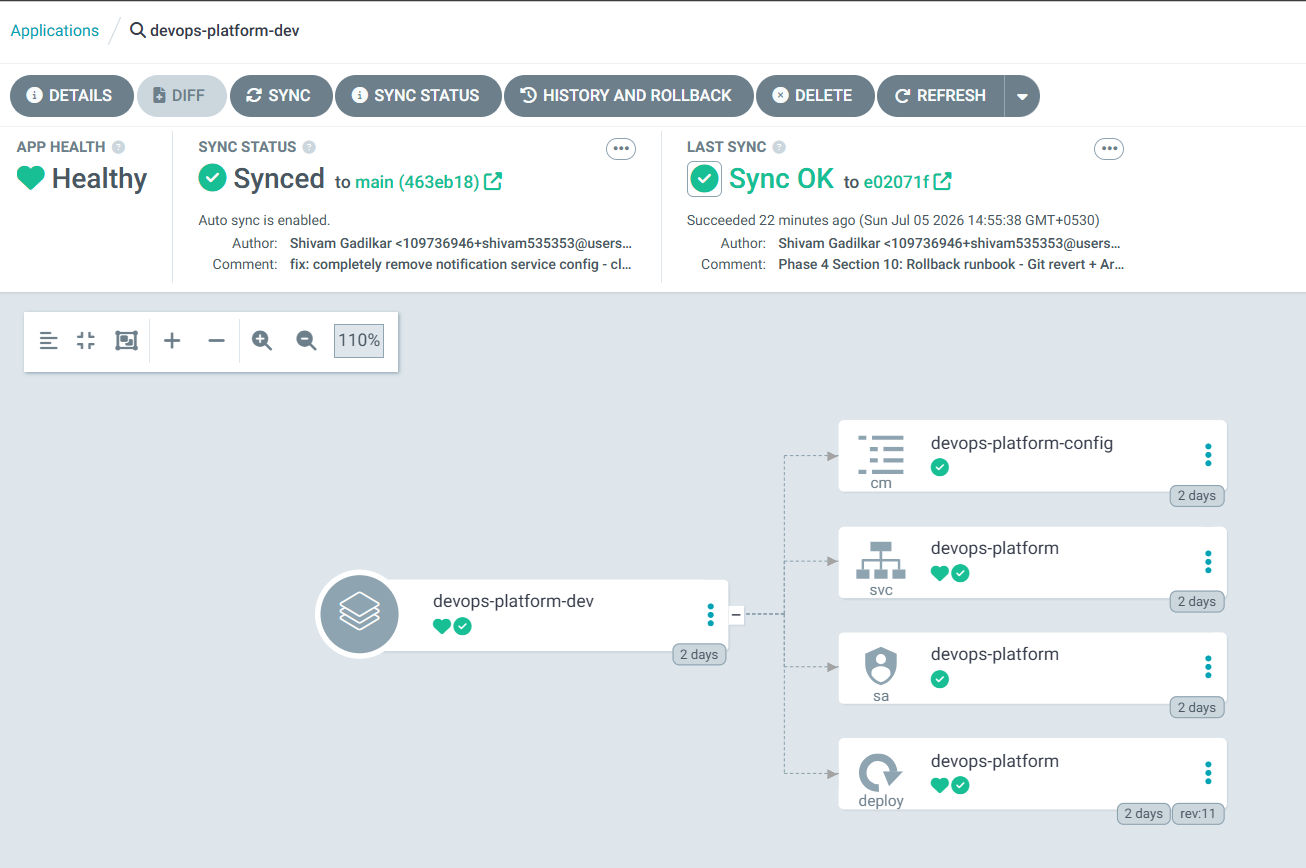 Applications / devops-platform-dev
DETAILS DIFF SYNC SYNC STATUS HISTORY AND ROLLBACK DELETE REFRESH
APP HEALTH
Healthy
SYNC STATUS
Synced to main (463eb18)
Auto sync is enabled.
Author: Shivam Gadilkar <109736946+shivam535353@users...
Comment: fix: completely remove notification service config - cl...
LAST SYNC
Sync OK to e02071f
Succeeded 22 minutes ago (Sun Jul 05 2026 14:55:38 GMT+0530)
Author: Shivam Gadilkar <109736946+shivam535353@users...
Comment: Phase 4 Section 10: Rollback runbook - Git revert + Ar...
110%
devops-platform-dev
2 days
devops-platform-config
cm
2 days
devops-platform
svc
2 days
devops-platform
sa
2 days
devops-platform
deploy
2 days rev:11